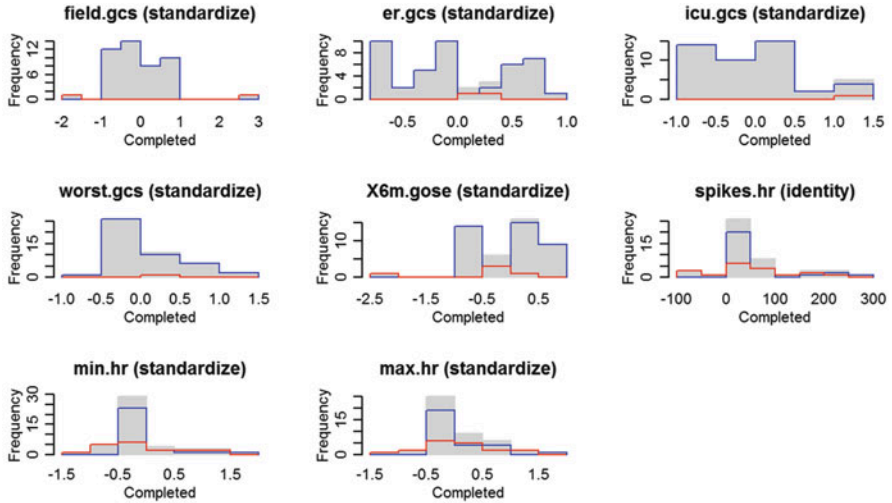 field.gcs (standardize)
er.gcs (standardize)
icu.gcs (standardize)
Frequency
0 4 8 12
-2 -1 0 1 2 3
Completed
Frequency
0 4 8
-0.5 0.0 0.5 1.0
Completed
Frequency
0 5 15
-1.0 -0.5 0.0 0.5 1.0 1.5
Completed
worst.gcs (standardize)
X6m.gose (standardize)
spikes.hr (identity)
Frequency
0 5 15
-1.0 -0.5 0.0 0.5 1.0 1.5
Completed
Frequency
0 5 10
-2.5 -1.5 -0.5 0.5
Completed
Frequency
0 5 15
-100 0 100 200 300
Completed
min.hr (standardize)
max.hr (standardize)
Frequency
0 15 30
-1.5 -0.5 0.5 1.5
Completed
Frequency
0 5 15
-1.5 -0.5 0.5 1.5
Completed